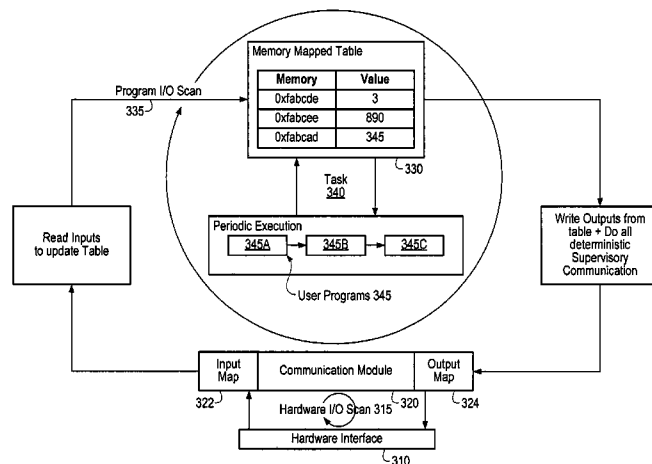 Memory Mapped Table
Memory Value
0xfabcde 3
0xfabcee 890
0xfabcad 345
330
Program I/O Scan
335
Task
340
Periodic Execution
345A 345B 345C
User Programs 345
Read Inputs
to update Table
Write Outputs from
table + Do all
deterministic
Supervisory
Communication
Input
Map
Communication Module
Output
Map
322
320
324
Hardware I/O Scan 315
Hardware Interface
310